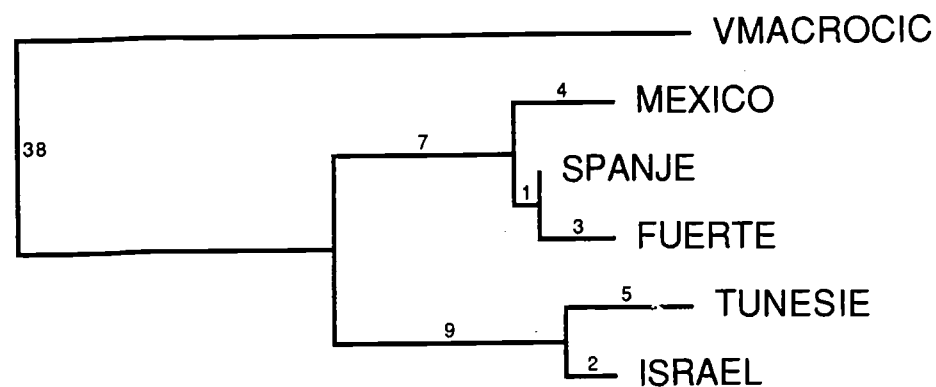 VMACROCIC
4 MEXICO
38
7
SPANJE
1
3 FUERTE
5 TUNESIE
9
2 ISRAEL